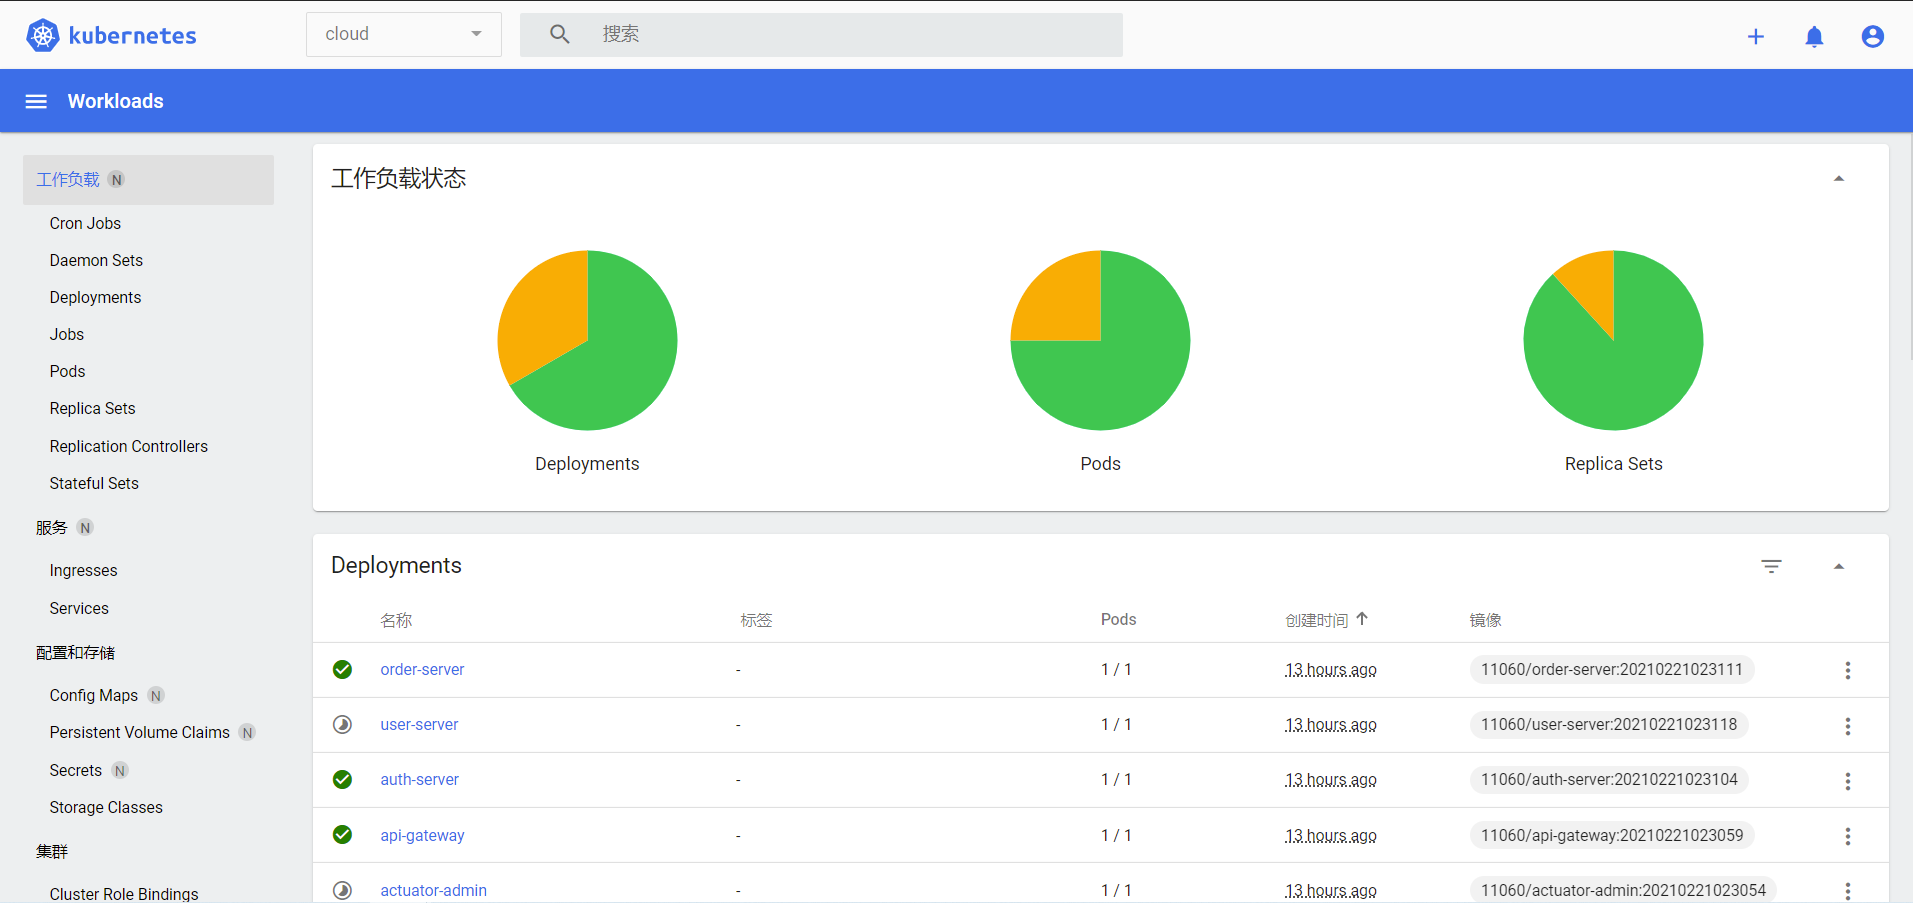 kubernetes
cloud
搜索
Workloads
工作负载 N
Cron Jobs
Daemon Sets
Deployments
Jobs
Pods
Replica Sets
Replication Controllers
Stateful Sets
服务 N
Ingresses
Services
配置和存储
Config Maps N
Persistent Volume Claims N
Secrets N
Storage Classes
集群
Cluster Role Bindings
工作负载状态
Deployments
Pods
Replica Sets
Deployments
名称 标签 Pods 创建时间 镜像
order-server - 1 / 1 13 hours ago 11060/order-server:20210221023111
user-server - 1 / 1 13 hours ago 11060/user-server:20210221023118
auth-server - 1 / 1 13 hours ago 11060/auth-server:20210221023104
api-gateway - 1 / 1 13 hours ago 11060/api-gateway:20210221023059
actuator-admin - 1 / 1 13 hours ago 11060/actuator-admin:20210221023054